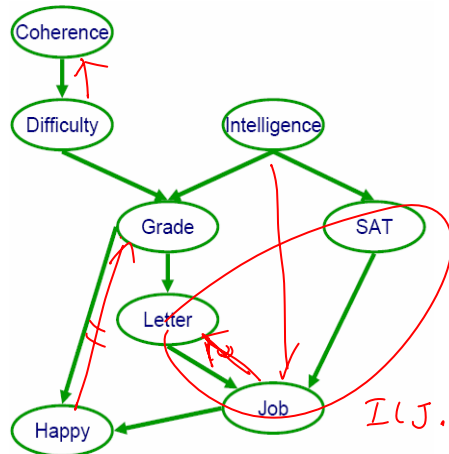 Coherence
Difficulty
Intelligence
Grade
SAT
Letter
Job
Happy